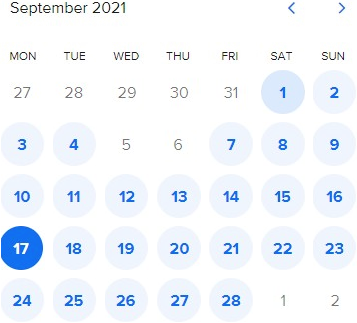 September 2021
MON TUE WED THU FRI SAT SUN
27 28 29 30 31 1 2
3 4 5 6 7 8 9
10 11 12 13 14 15 16
17 18 19 20 21 22 23
24 25 26 27 28 1 2